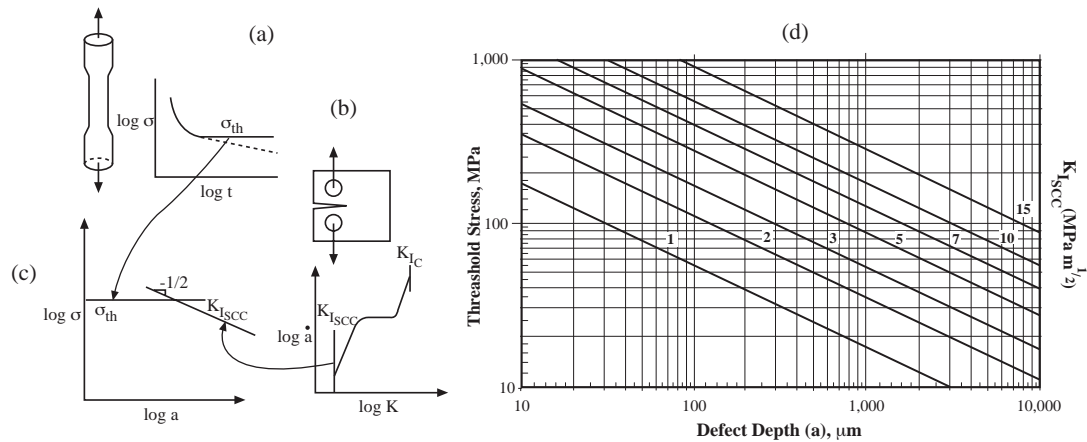 (a)
log σ
σth
log t
(b)
(c)
log σ
σth
-1/2
KISCC
log a
KIC
KISCC
log ȧ
log K
(d)
1,000
100
10
Threashold Stress, MPa
1
2
3
5
7
10
15
KISCC (MPa m1/2)
10
100
1,000
10,000
Defect Depth (a), μm